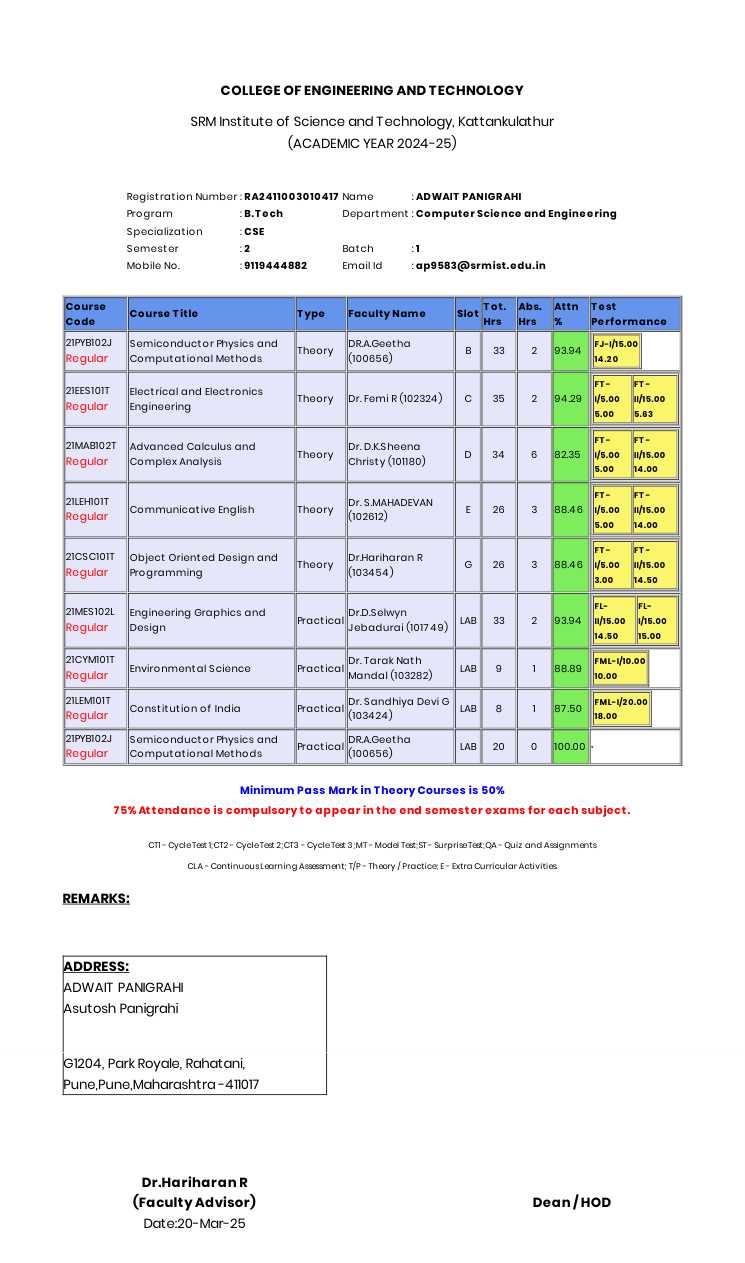 COLLEGE OF ENGINEERING AND TECHNOLOGY
SRM Institute of Science and Technology, Kattankulathur
(ACADEMIC YEAR 2024-25)
Registration Number : RA2411003010417 Name : ADWAIT PANIGRAHI
Program : B.Tech Department : Computer Science and Engineering
Specialization : CSE
Semester : 2 Batch : 1
Mobile No. : 9119444882 Email Id : ap9583@srmist.edu.in
Course Code Course Title Type Faculty Name Slot Tot. Hrs Abs. Hrs Attn % Test Performance
21PYB102J Regular Semiconductor Physics and Computational Methods Theory DR.A.Geetha (100656) B 33 2 93.94 FJ-I/15.00 14.20
21EES101T Regular Electrical and Electronics Engineering Theory Dr. Femi R (102324) C 35 2 94.29 FT-I/5.00 5.00 FT-II/15.00 5.63
21MAB102T Regular Advanced Calculus and Complex Analysis Theory Dr. D.K.Sheena Christy (101180) D 34 6 82.35 FT-I/5.00 5.00 FT-II/15.00 14.00
21LEH101T Regular Communicative English Theory Dr. S.MAHADEVAN (102612) E 26 3 88.46 FT-I/5.00 5.00 FT-II/15.00 14.00
21CSC101T Regular Object Oriented Design and Programming Theory Dr.Hariharan R (103454) G 26 3 88.46 FT-I/5.00 3.00 FT-II/15.00 14.50
21MES102L Regular Engineering Graphics and Design Practical Dr.D.Selwyn Jebadurai (101749) LAB 33 2 93.94 FL-II/15.00 14.50 FL-I/15.00 15.00
21CYM101T Regular Environmental Science Practical Dr. Tarak Nath Mandal (103282) LAB 9 1 88.89 FML-I/10.00 10.00
21LEM101T Regular Constitution of India Practical Dr. Sandhiya Devi G (103424) LAB 8 1 87.50 FML-I/20.00 18.00
21PYB102J Regular Semiconductor Physics and Computational Methods Practical DR.A.Geetha (100656) LAB 20 0 100.00 -
Minimum Pass Mark in Theory Courses is 50%
75% Attendance is compulsory to appear in the end semester exams for each subject.
CT1 - Cycle Test 1;CT2 - Cycle Test 2;CT3 - Cycle Test 3;MT - Model Test;ST - Surprise Test;QA - Quiz and Assignments
CLA - Continuous Learning Assessment; T/P - Theory / Practice; E - Extra Curricular Activities.
REMARKS:
ADDRESS:
ADWAIT PANIGRAHI
Asutosh Panigrahi
G1204, Park Royale, Rahatani,
Pune,Pune,Maharashtra -411017
Dr.Hariharan R
(Faculty Advisor) Dean / HOD
Date:20-Mar-25